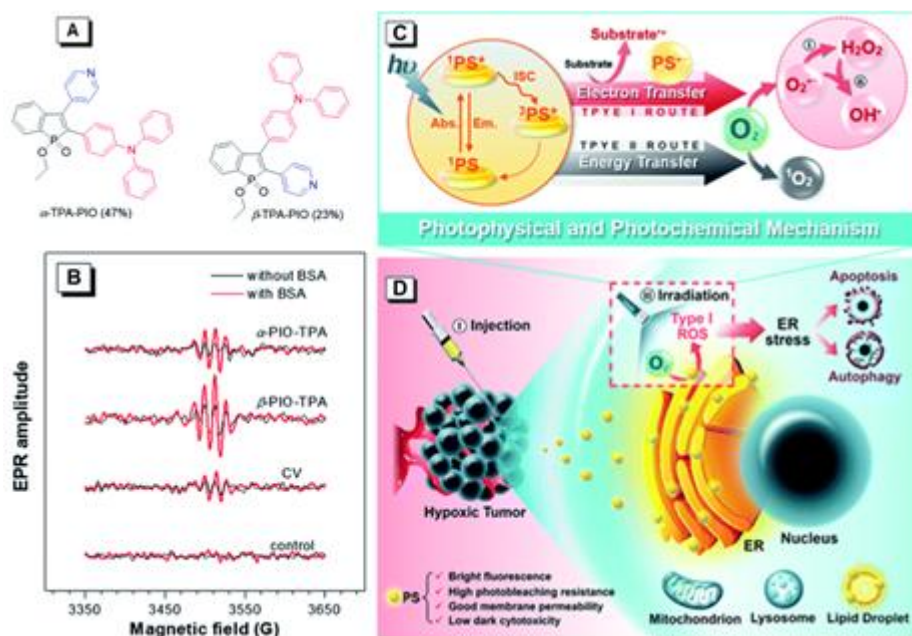 A
N
N
P
O
O
α-TPA-PIO (47%)
N
N
P
O
O
β-TPA-PIO (23%)
B
without BSA
with BSA
α-PIO-TPA
β-PIO-TPA
CV
control
EPR amplitude
3350
3450
3550
3650
Magnetic field (G)
C
hυ
¹PS*
ISC
³PS*
Abs.
Em.
¹PS
Substrate
Substrate•+
PS•-
Electron Transfer
TPYE I ROUTE
TPYE II ROUTE
Energy Transfer
O₂
O₂•-
H₂O₂
OH•
¹O₂
Photophysical and Photochemical Mechanism
D
Ⓘ Injection
Irradiation
Type I
ROS
O₂
ER
stress
Apoptosis
Autophagy
Hypoxic Tumor
ER
Nucleus
PS
✓ Bright fluorescence
✓ High photobleaching resistance
✓ Good membrane permeability
✓ Low dark cytotoxicity
Mitochondrion
Lysosome
Lipid Droplet